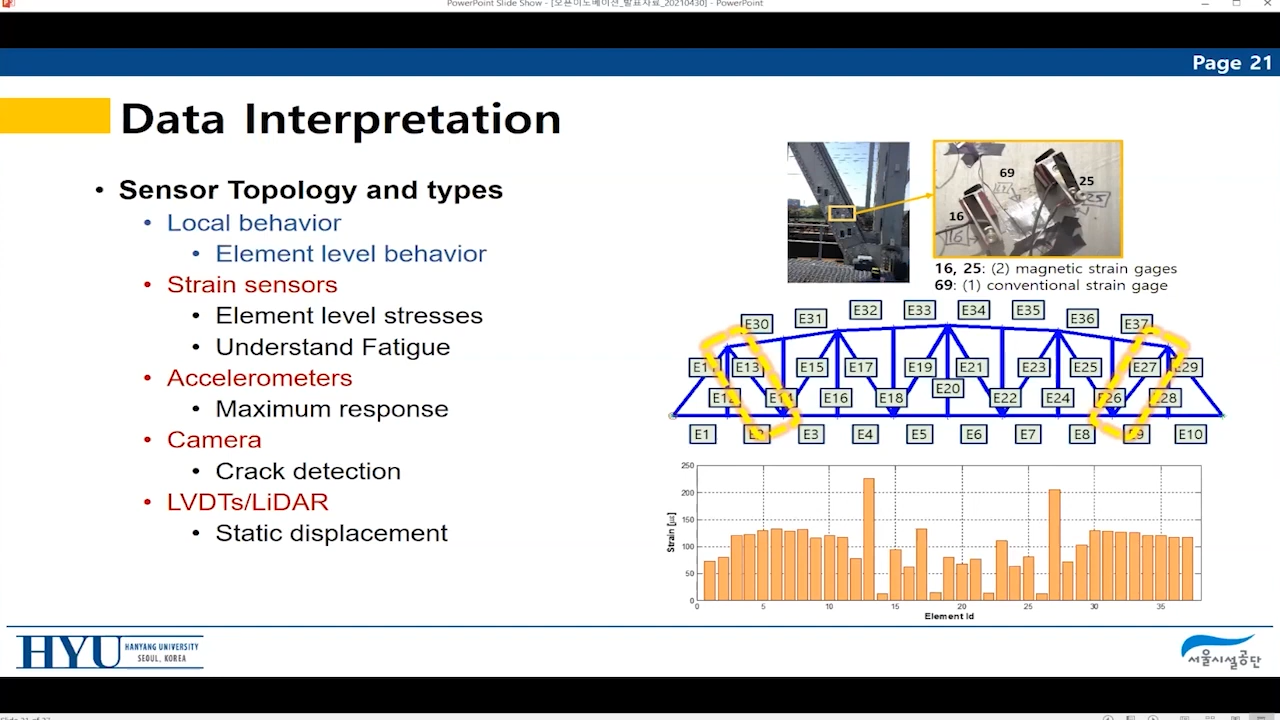 PowerPoint Slide Show - [오픈이노베이션_발표자료_20210430] - PowerPoint
Page 21
Data Interpretation
• Sensor Topology and types
• Local behavior
• Element level behavior
• Strain sensors
• Element level stresses
• Understand Fatigue
• Accelerometers
• Maximum response
• Camera
• Crack detection
• LVDTs/LiDAR
• Static displacement
69
25
16
16, 25: (2) magnetic strain gages
69: (1) conventional strain gage
E30 E31 E32 E33 E34 E35 E36 E37
E13 E15 E17 E19 E21 E23 E25 E27 E29
E20
E14 E16 E18 E22 E24 E26 E28
E1 E2 E3 E4 E5 E6 E7 E8 E9 E10
250
200
150
100
50
0
Strain [με]
0 5 10 15 20 25 30 35
Element Id
HYU HANYANG UNIVERSITY
SEOUL, KOREA
서울시설공단
Slide 21 of 27